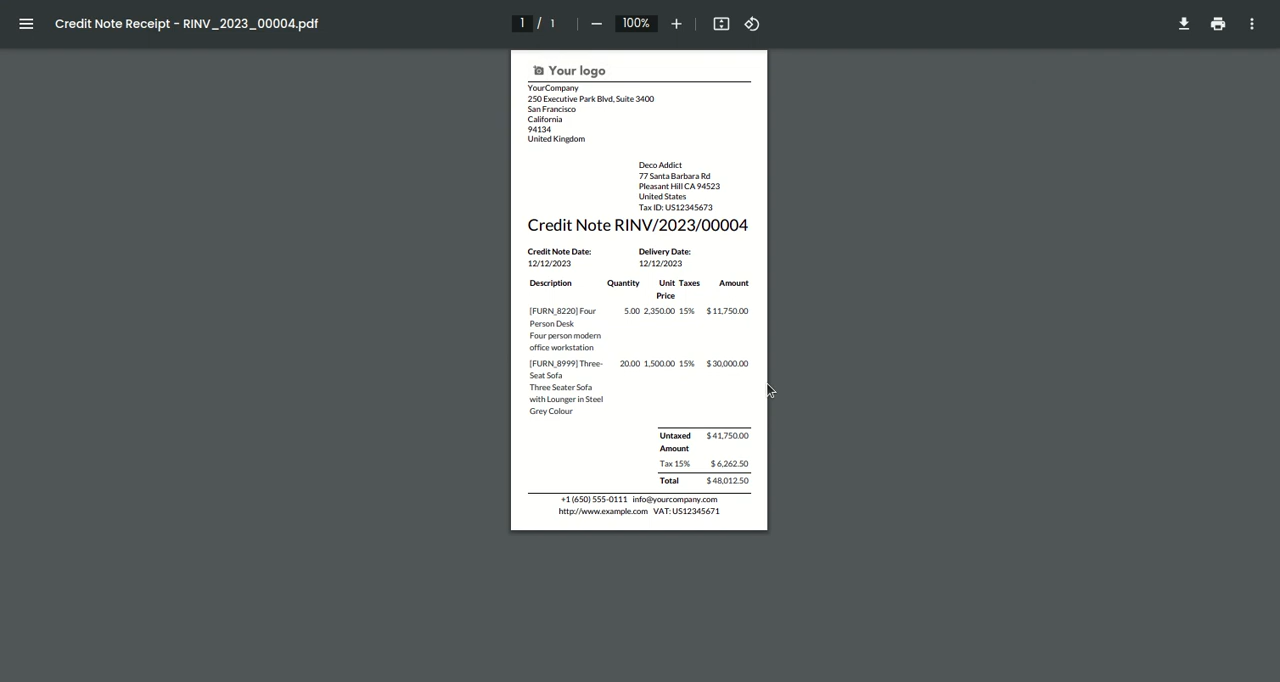 Credit Note Receipt - RINV_2023_00004.pdf
1 / 1
100%
Your logo
YourCompany
250 Executive Park Blvd, Suite 3400
San Francisco
California
94134
United Kingdom
Deco Addict
77 Santa Barbara Rd
Pleasant Hill CA 94523
United States
Tax ID: US12345673
Credit Note RINV/2023/00004
Credit Note Date: Delivery Date:
12/12/2023 12/12/2023
Description Quantity Unit Taxes Amount
Price
[FURN_8220] Four 5.00 2,350.00 15% $ 11,750.00
Person Desk
Four person modern
office workstation
[FURN_8999] Three- 20.00 1,500.00 15% $ 30,000.00
Seat Sofa
Three Seater Sofa
with Lounger in Steel
Grey Colour
Untaxed $ 41,750.00
Amount
Tax 15% $ 6,262.50
Total $ 48,012.50
+1 (650) 555-0111 info@yourcompany.com
http://www.example.com VAT: US12345671